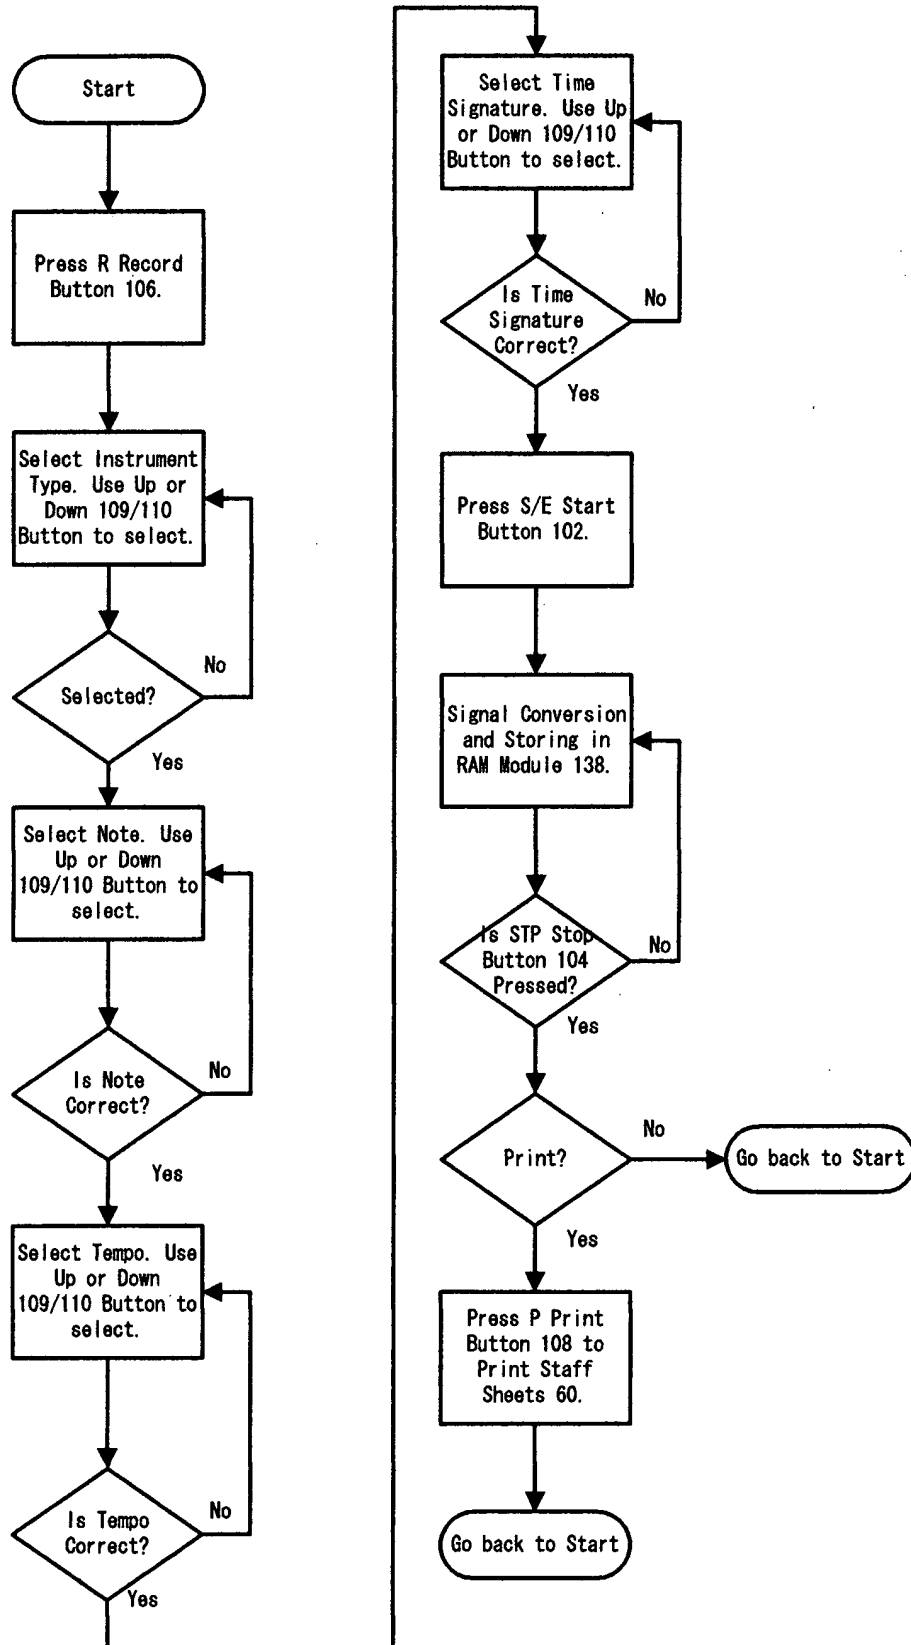 Start
Press R Record
Button 106.
Select Instrument
Type. Use Up or
Down 109/110
Button to select.
Selected?
No
Yes
Select Note. Use
Up or Down
109/110 Button to
select.
Is Note
Correct?
No
Yes
Select Tempo. Use
Up or Down
109/110 Button to
select.
Is Tempo
Correct?
No
Yes
Select Time
Signature. Use Up
or Down 109/110
Button to select.
Is Time
Signature
Correct?
No
Yes
Press S/E Start
Button 102.
Signal Conversion
and Storing in
RAM Module 138.
Is STP Stop
Button 104
Pressed?
No
Yes
Print?
No
Go back to Start
Yes
Press P Print
Button 108 to
Print Staff
Sheets 60.
Go back to Start